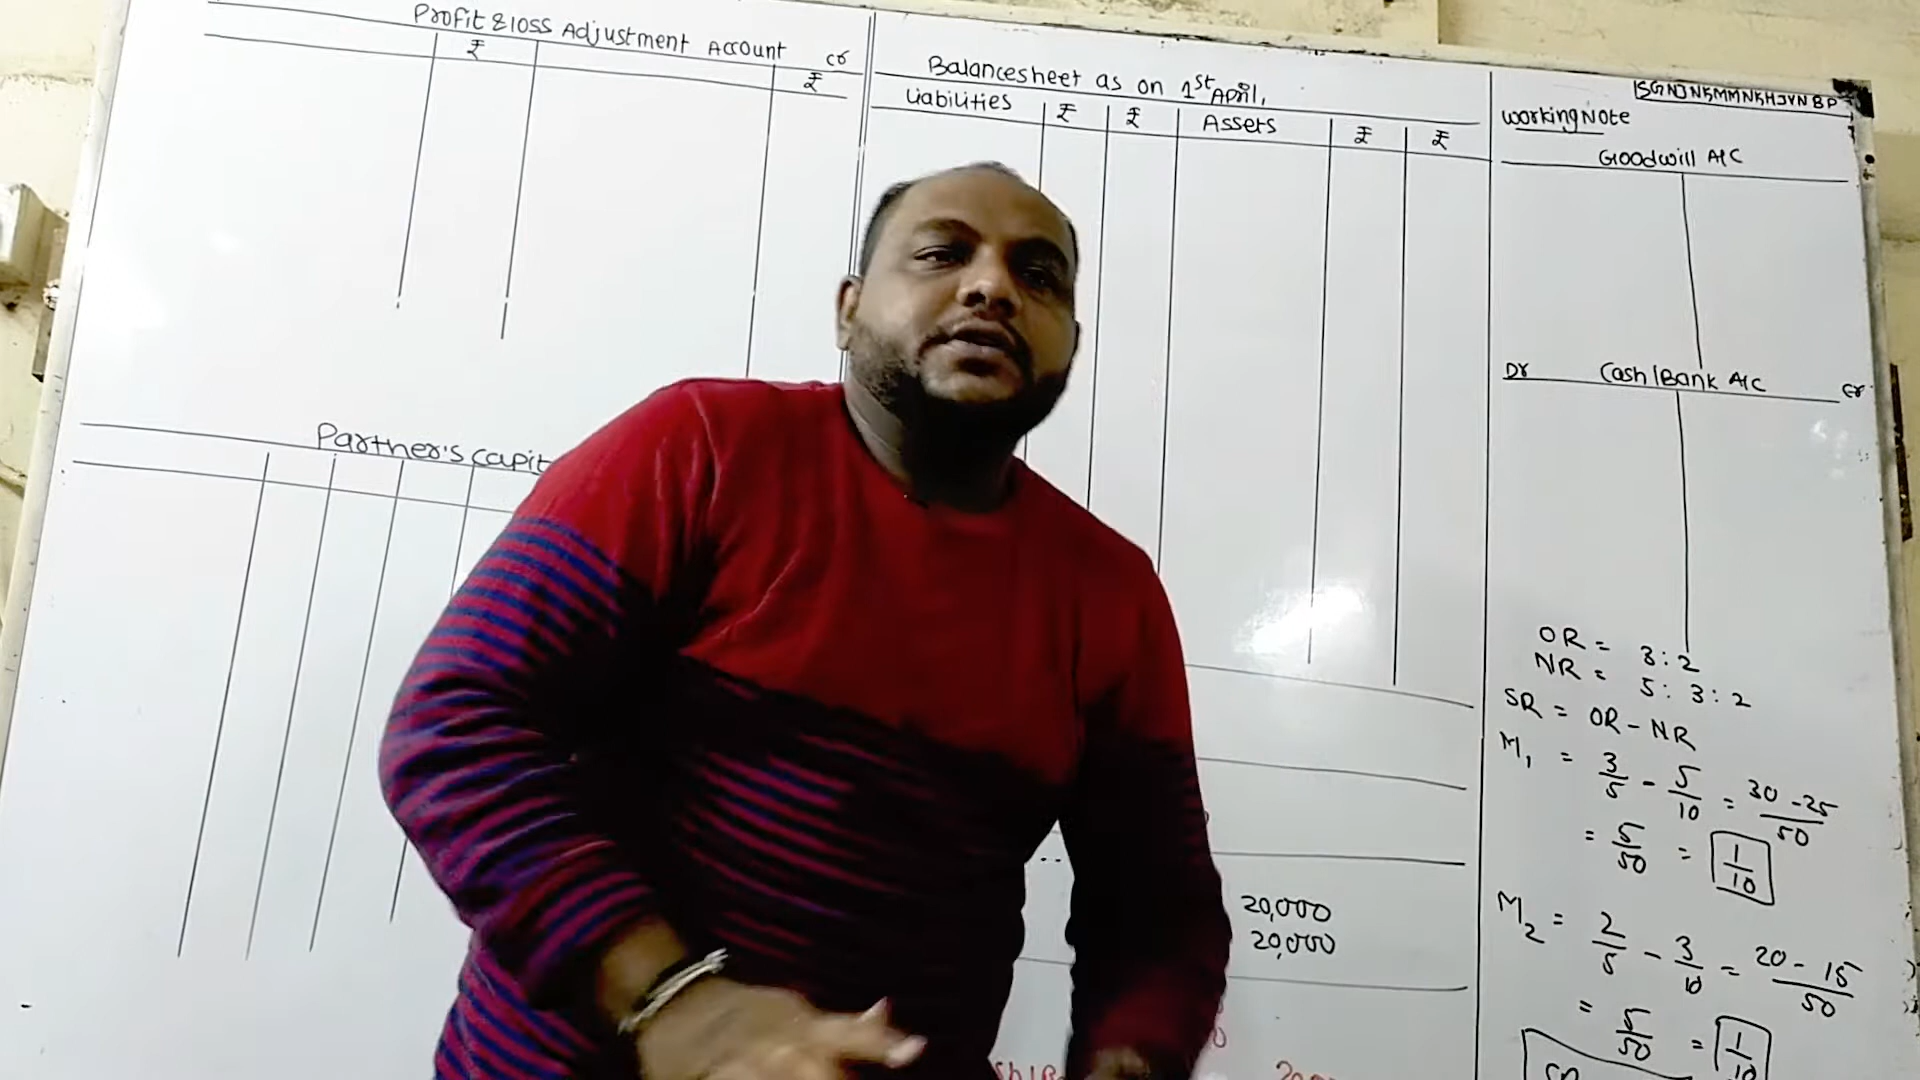 Profit & loss Adjustment Account
cr
₹
₹
Partner's capit
Balancesheet as on 1st April,
Liabilities ₹ ₹ Assets ₹ ₹
20,000
20,000
Working Note
Goodwill A/C
Dr Cash/Bank A/C cr
OR = 3:2
NR = 5:3:2
SR = OR - NR
M1 = 3/5 - 5/10 = 30-25/50
= 5/50 = 1/10
M2 = 2/5 - 3/10 = 20-15/50
= 5/50 = 1/10